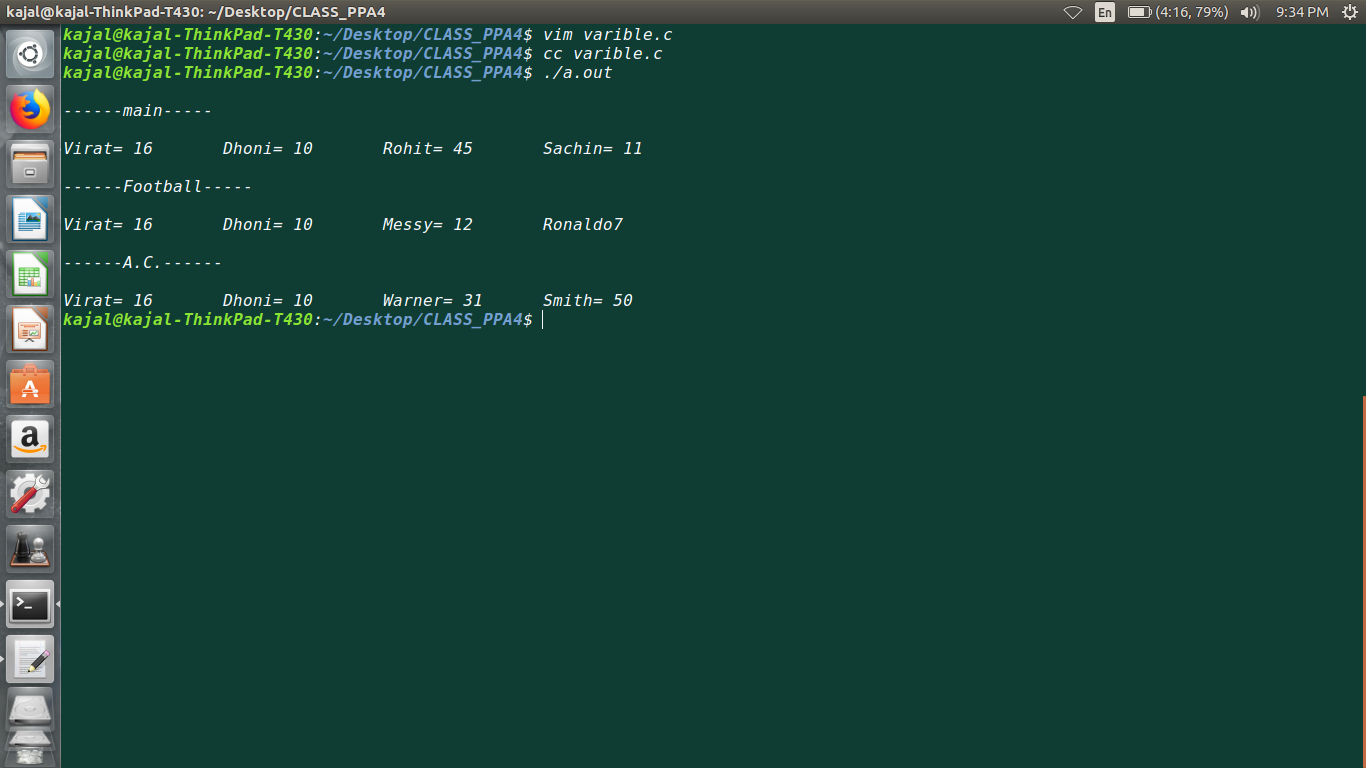 kajal@kajal-ThinkPad-T430: ~/Desktop/CLASS_PPA4 En (4:16, 79%) 9:34 PM
kajal@kajal-ThinkPad-T430:~/Desktop/CLASS_PPA4$ vim varible.c
kajal@kajal-ThinkPad-T430:~/Desktop/CLASS_PPA4$ cc varible.c
kajal@kajal-ThinkPad-T430:~/Desktop/CLASS_PPA4$ ./a.out
------main-----
Virat= 16 Dhoni= 10 Rohit= 45 Sachin= 11
------Football-----
Virat= 16 Dhoni= 10 Messy= 12 Ronaldo7
------A.C.------
Virat= 16 Dhoni= 10 Warner= 31 Smith= 50
kajal@kajal-ThinkPad-T430:~/Desktop/CLASS_PPA4$